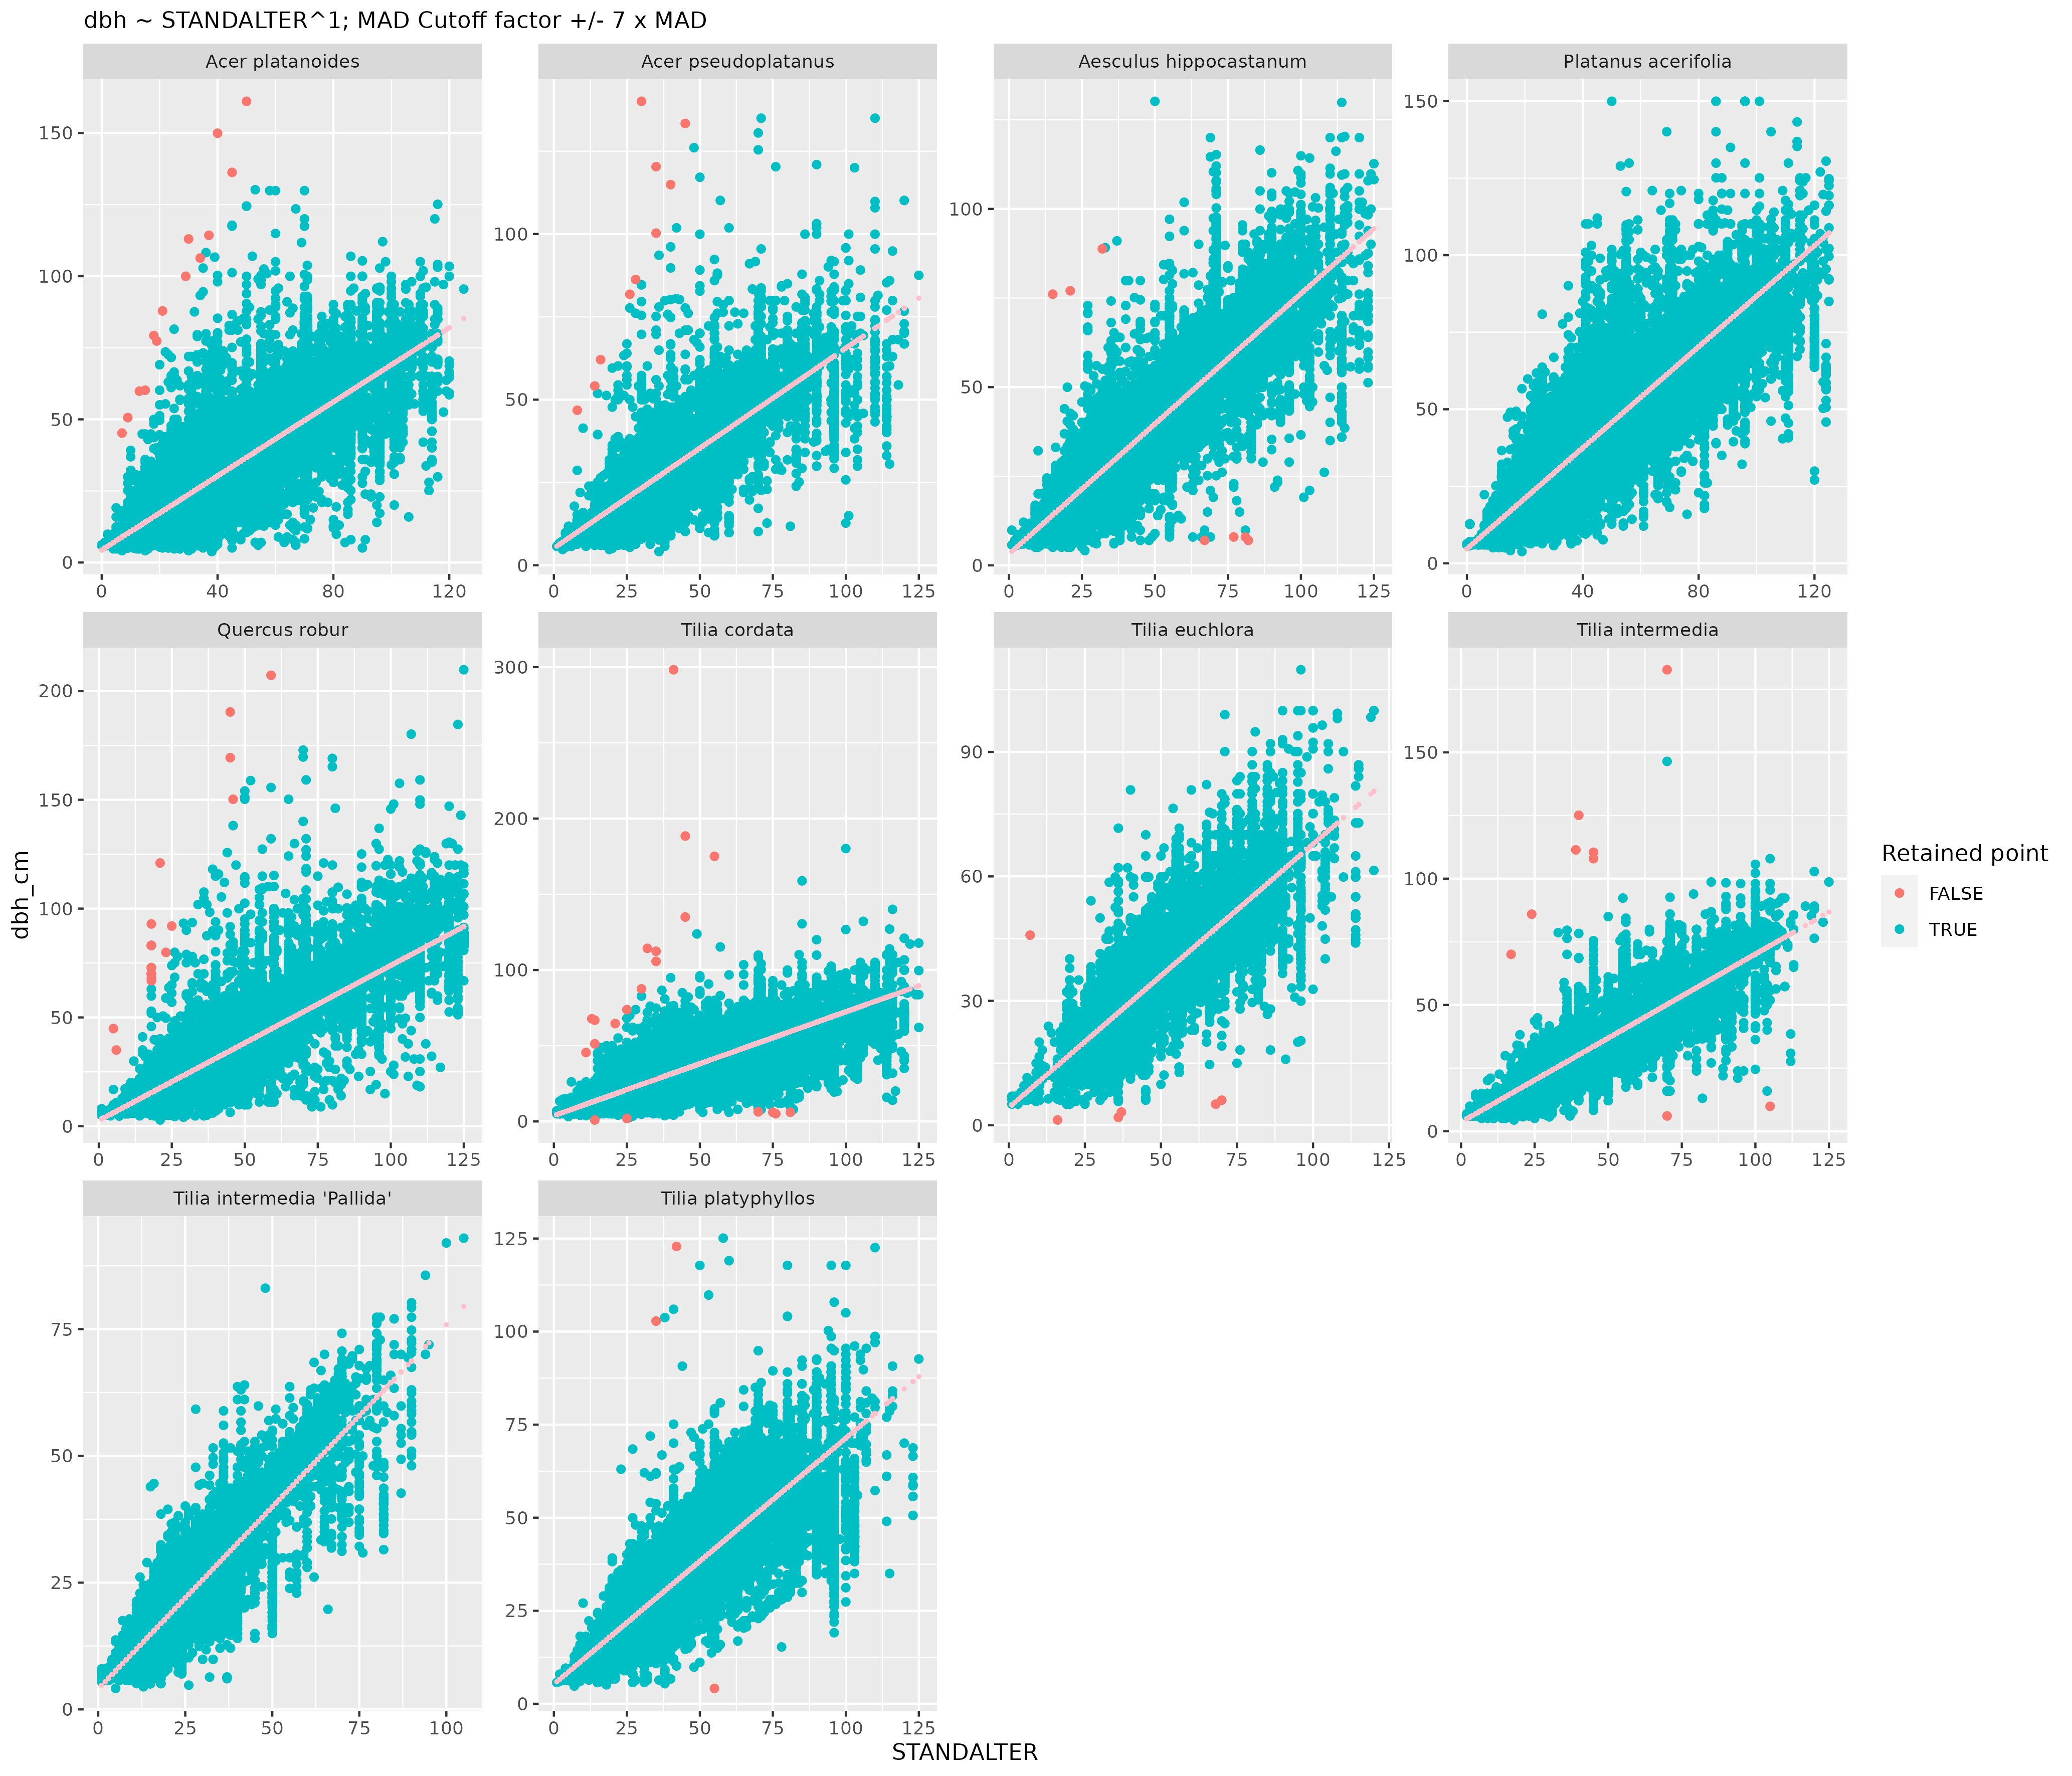 dbh ~ STANDALTER^1; MAD Cutoff factor +/- 7 x MAD
Acer platanoides
Acer pseudoplatanus
Aesculus hippocastanum
Platanus acerifolia
150
100
50
0
0 40 80 120
100
50
0
0 25 50 75 100 125
100
50
0
0 25 50 75 100 125
150
100
50
0
0 40 80 120
Quercus robur
Tilia cordata
Tilia euchlora
Tilia intermedia
200
150
100
50
0
0 25 50 75 100 125
300
200
100
0
0 25 50 75 100 125
90
60
30
0
0 25 50 75 100 125
150
100
50
0
0 25 50 75 100 125
Tilia intermedia 'Pallida'
Tilia platyphyllos
75
50
25
0
0 25 50 75 100
125
100
75
50
25
0
0 25 50 75 100 125
dbh_cm
STANDALTER
Retained point
FALSE
TRUE